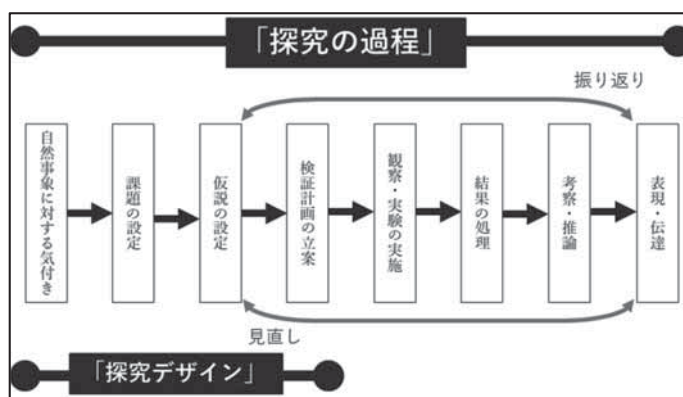 「探究の過程」
振り返り
自然事象に対する気付き
課題の設定
仮説の設定
検証計画の立案
観察・実験の実施
結果の処理
考察・推論
表現・伝達
見直し
「探究デザイン」